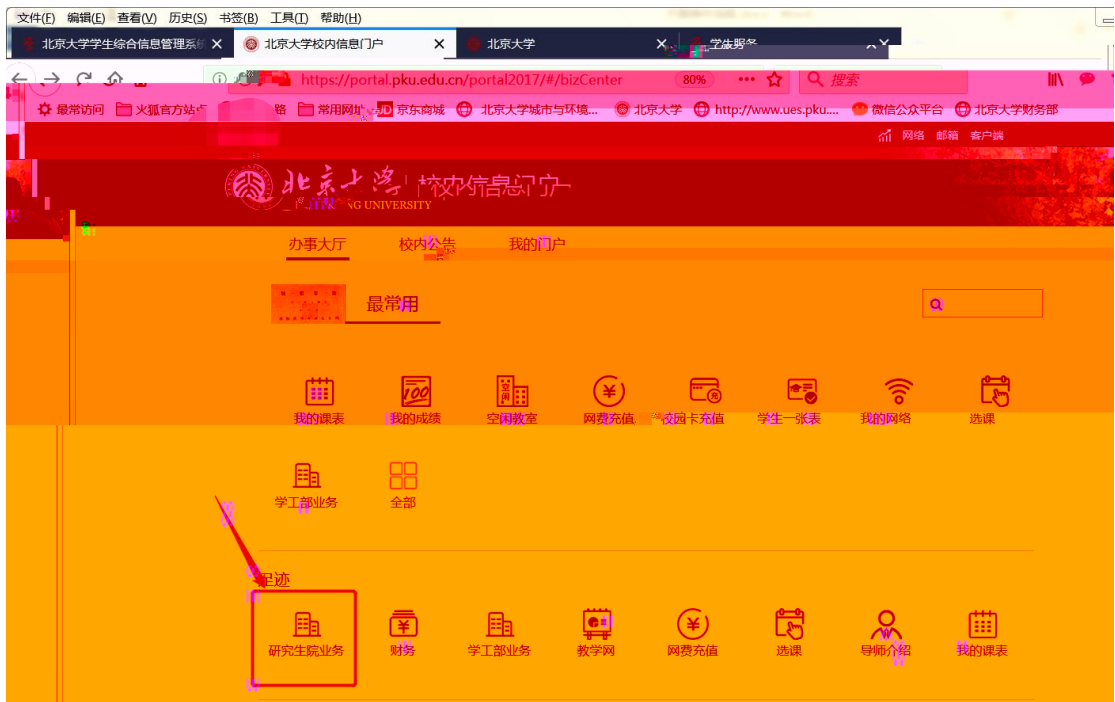 文件(F) 编辑(E) 查看(V) 历史(S) 书签(B) 工具(T) 帮助(H)
北京大学学生综合信息管理系统 北京大学校内信息门户 北京大学
https://portal.pku.edu.cn/portal2017/#/bizCenter 80% 搜索
最常访问 火狐官方站点 常用网址 JD 京东商城 北京大学城市与环境... 北京大学 http://www.ues.pku.... 微信公众平台 北京大学财务部
网络 邮箱 客户端
北京大学 校内信息门户
办事大厅 校内公告 我的门户
最常用
我的课表 我的成绩 空闲教室 网费充值 校园卡充值 学生一张表 我的网络 选课
学工部业务 全部
足迹
研究生院业务 财务 学工部业务 教学网 网费充值 选课 导师介绍 我的课表